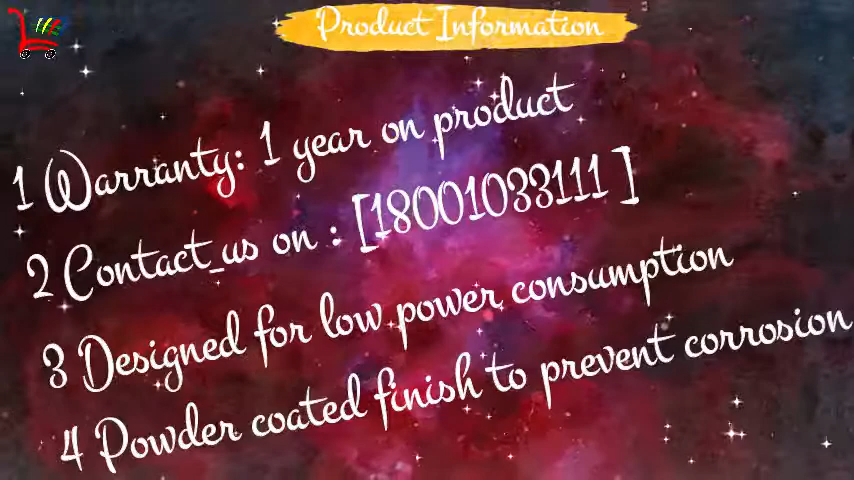 Product Information
1 Warranty: 1 year on product
2 Contact_us on : [18001033111 ]
3 Designed for low power consumption
4 Powder coated finish to prevent corrosion